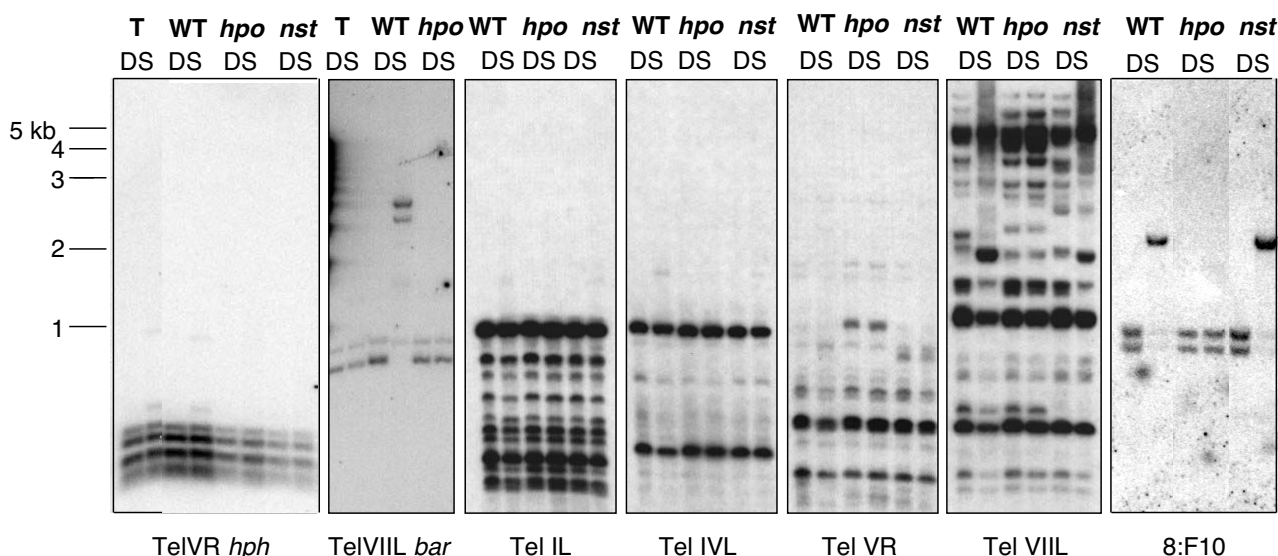 T WT hpo nst T WT hpo WT hpo nst WT hpo nst WT hpo nst WT hpo nst WT hpo nst
DS DS DS DS DS DS DS DS DS DS DS DS DS DS DS DS DS DS DS DS DS DS
5 kb
4
3
2
1
TelVR hph TelVIIL bar Tel IL Tel IVL Tel VR Tel VIIL 8:F10